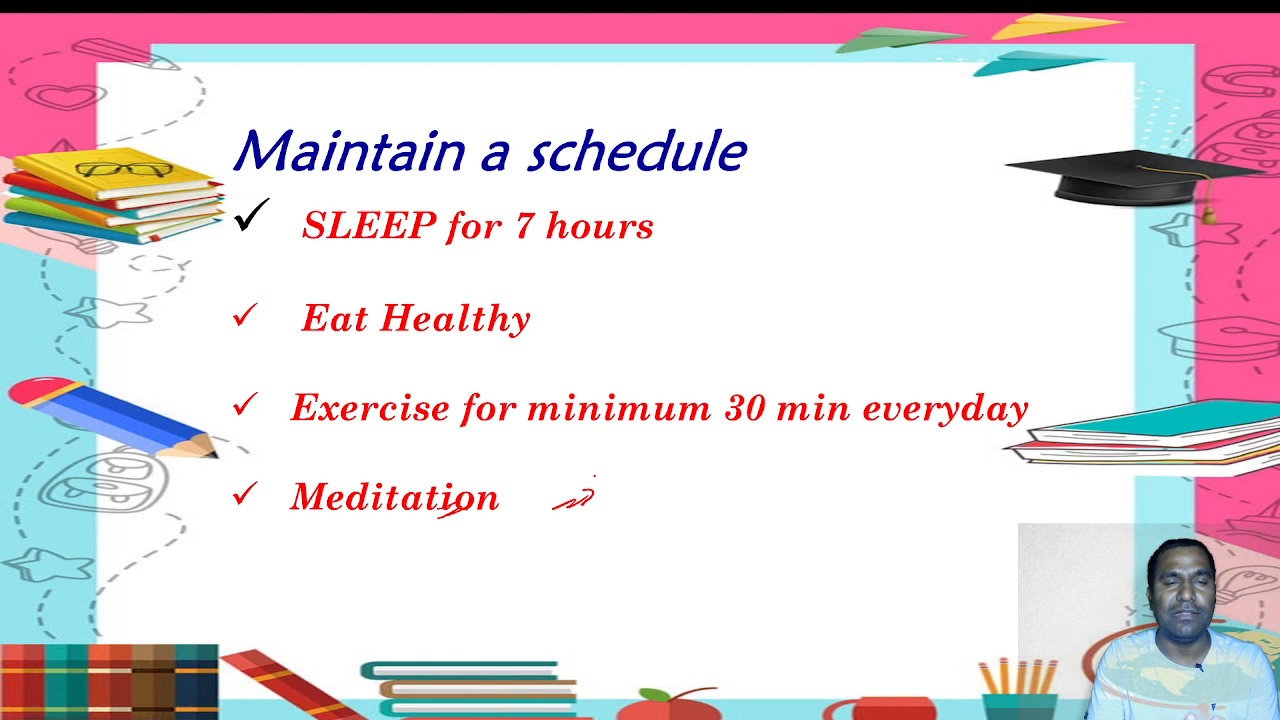 Maintain a schedule
SLEEP for 7 hours
Eat Healthy
Exercise for minimum 30 min everyday
Meditation